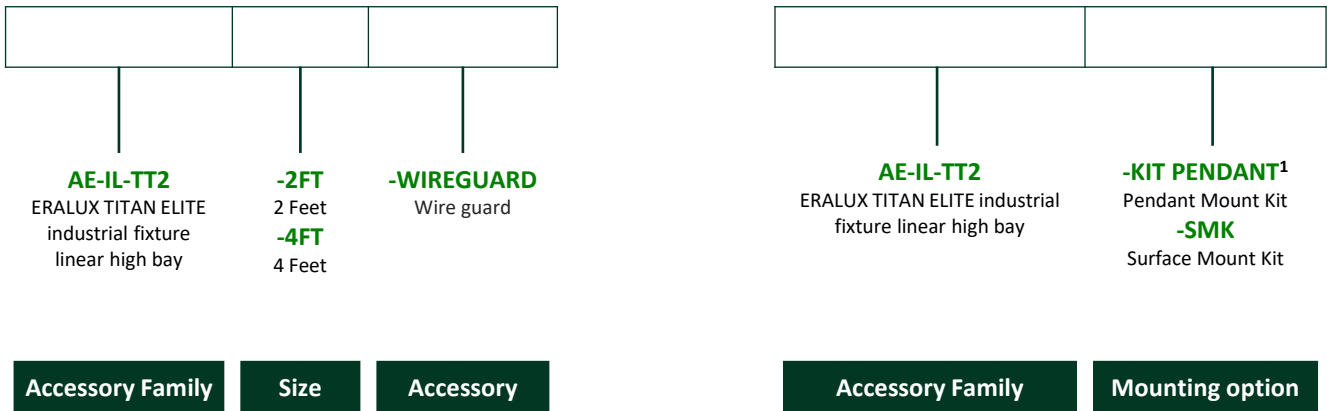 AE-IL-TT2
ERALUX TITAN ELITE
industrial fixture
linear high bay
-2FT
2 Feet
-4FT
4 Feet
-WIREGUARD
Wire guard
Accessory Family
Size
Accessory
AE-IL-TT2
ERALUX TITAN ELITE industrial
fixture linear high bay
-KIT PENDANT¹
Pendant Mount Kit
-SMK
Surface Mount Kit
Accessory Family
Mounting option